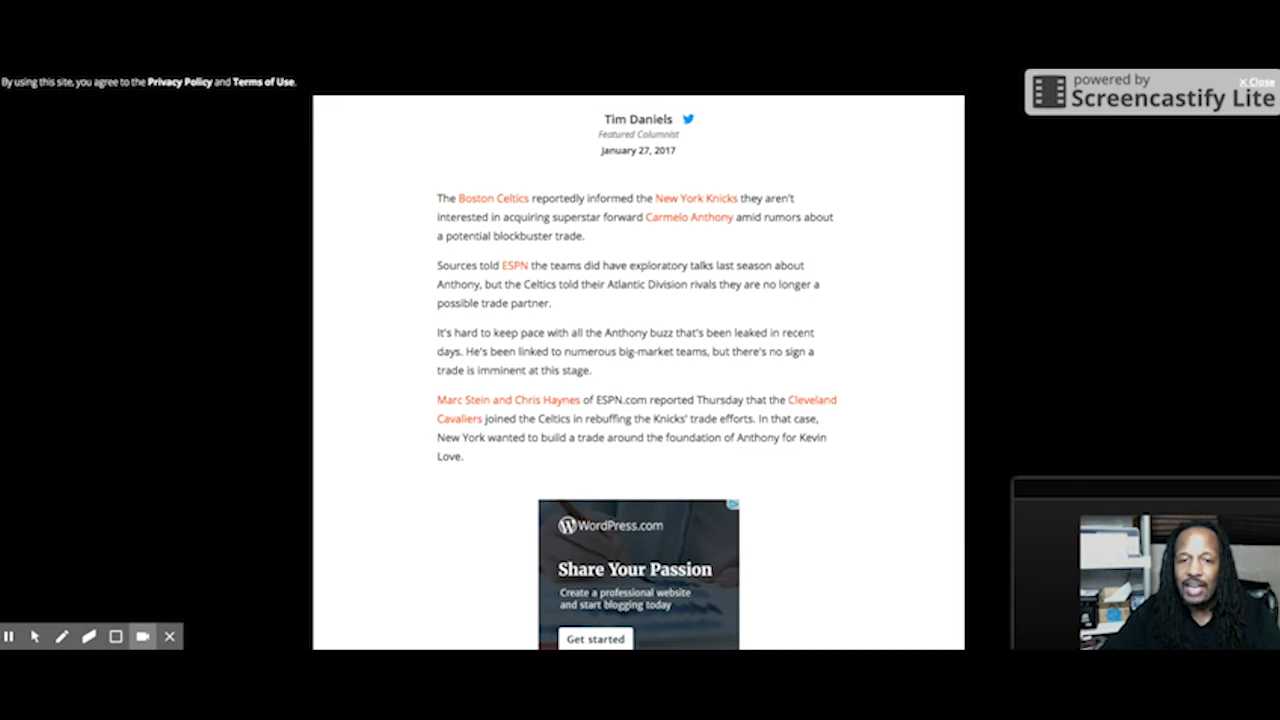 By using this site, you agree to the Privacy Policy and Terms of Use.
powered by
Screencastify Lite
X Close
Tim Daniels
Featured Columnist
January 27, 2017
The Boston Celtics reportedly informed the New York Knicks they aren't
interested in acquiring superstar forward Carmelo Anthony amid rumors about
a potential blockbuster trade.
Sources told ESPN the teams did have exploratory talks last season about
Anthony, but the Celtics told their Atlantic Division rivals they are no longer a
possible trade partner.
It's hard to keep pace with all the Anthony buzz that's been leaked in recent
days. He's been linked to numerous big-market teams, but there's no sign a
trade is imminent at this stage.
Marc Stein and Chris Haynes of ESPN.com reported Thursday that the Cleveland
Cavaliers joined the Celtics in rebuffing the Knicks' trade efforts. In that case,
New York wanted to build a trade around the foundation of Anthony for Kevin
Love.
WordPress.com
Share Your Passion
Create a professional website
and start blogging today
Get started